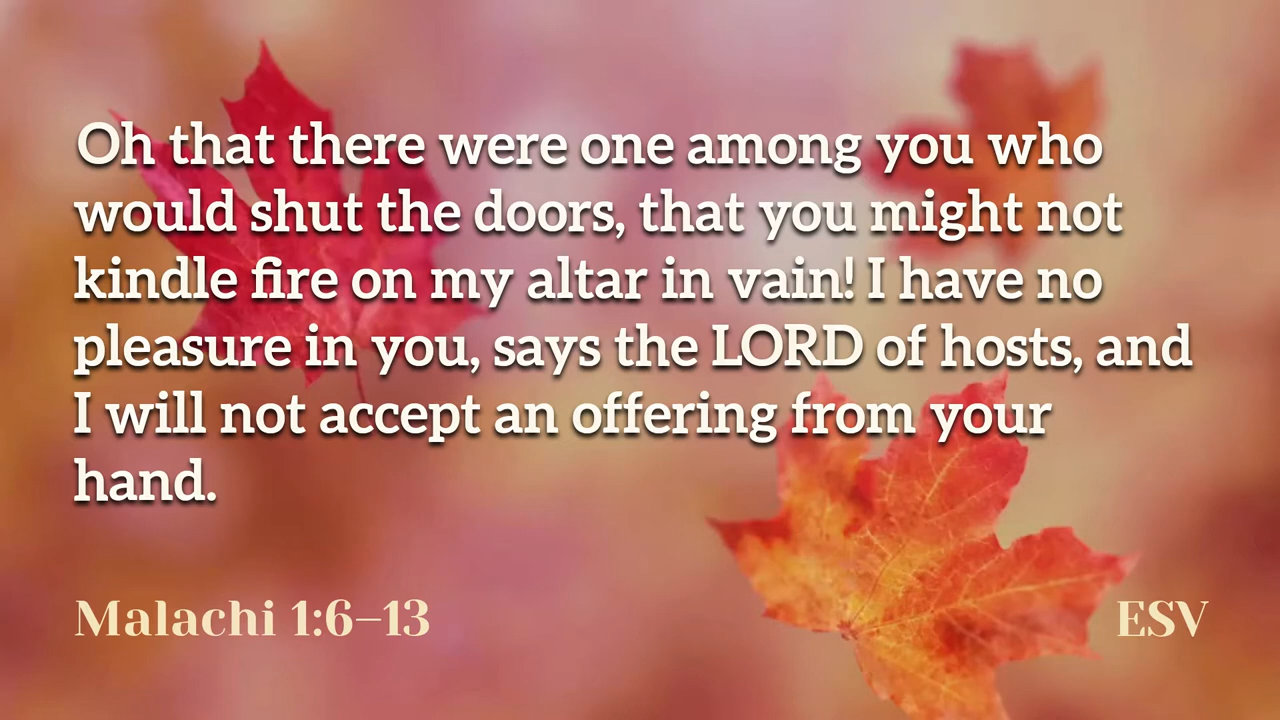 Oh that there were one among you who
would shut the doors, that you might not
kindle fire on my altar in vain! I have no
pleasure in you, says the LORD of hosts, and
I will not accept an offering from your
hand.
Malachi 1:6–13
ESV